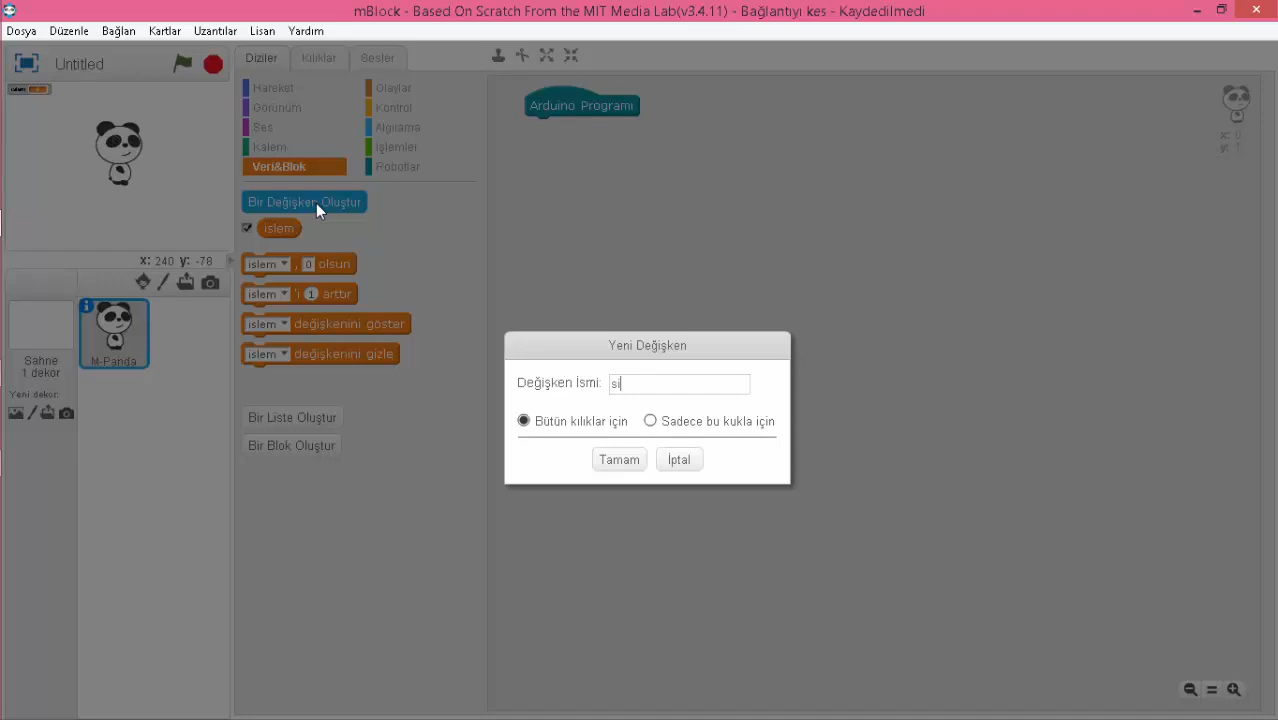 mBlock - Based On Scratch From the MIT Media Lab(v3.4.11) - Bağlantıyı kes - Kaydedilmedi
Dosya Düzenle Bağlan Kartlar Uzantılar Lisan Yardım
Untitled
islem
Diziler Kılıklar Sesler
Hareket Olaylar
Görünüm Kontrol
Ses Algılama
Kalem İşlemler
Veri&Blok Robotlar
Bir Değişken Oluştur
islem
islem , 0 olsun
islem 'i 1 arttır
islem değişkenini göster
islem değişkenini gizle
Bir Liste Oluştur
Bir Blok Oluştur
Arduino Programı
x: 0
y: 1
x: 240 y: -78
Sahne
1 dekor
Yeni dekor:
M-Panda
Yeni Değişken
Değişken İsmi: si
Bütün kılıklar için Sadece bu kukla için
Tamam İptal